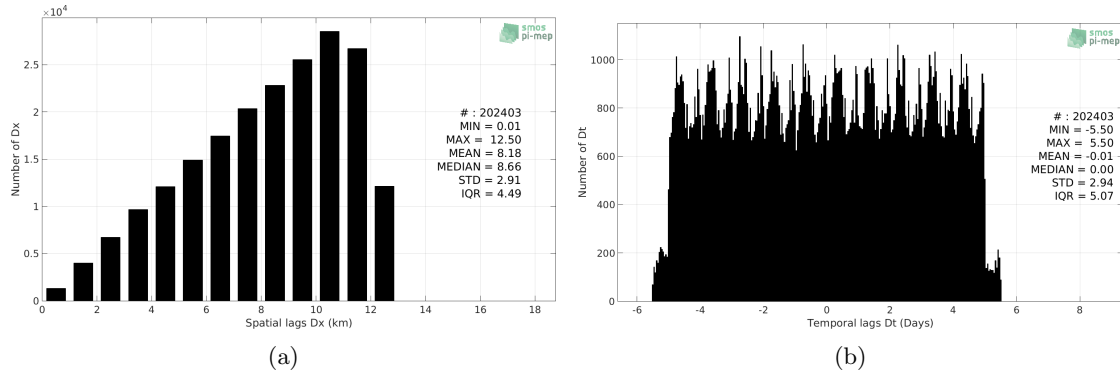 ×10⁴
2.5
2
1.5
1
0.5
0
0 2 4 6 8 10 12 14 16 18
Number of Dx
Spatial lags Dx (km)
smos
pi-mep
# : 202403
MIN = 0.01
MAX = 12.50
MEAN = 8.18
MEDIAN = 8.66
STD = 2.91
IQR = 4.49
(a)
1000
800
600
400
200
0
-6 -4 -2 0 2 4 6 8
Number of Dt
Temporal lags Dt (Days)
smos
pi-mep
# : 202403
MIN = -5.50
MAX = 5.50
MEAN = -0.01
MEDIAN = 0.00
STD = 2.94
IQR = 5.07
(b)